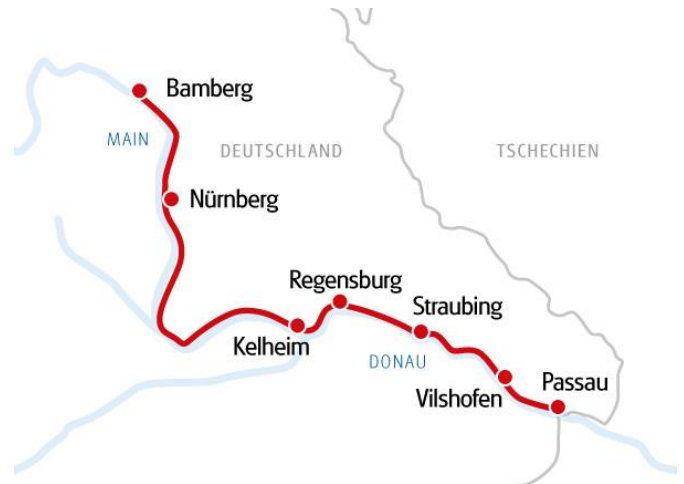 Bamberg
MAIN
DEUTSCHLAND
TSCHECHIEN
Nürnberg
Regensburg
Straubing
Kelheim
DONAU
Passau
Vilshofen